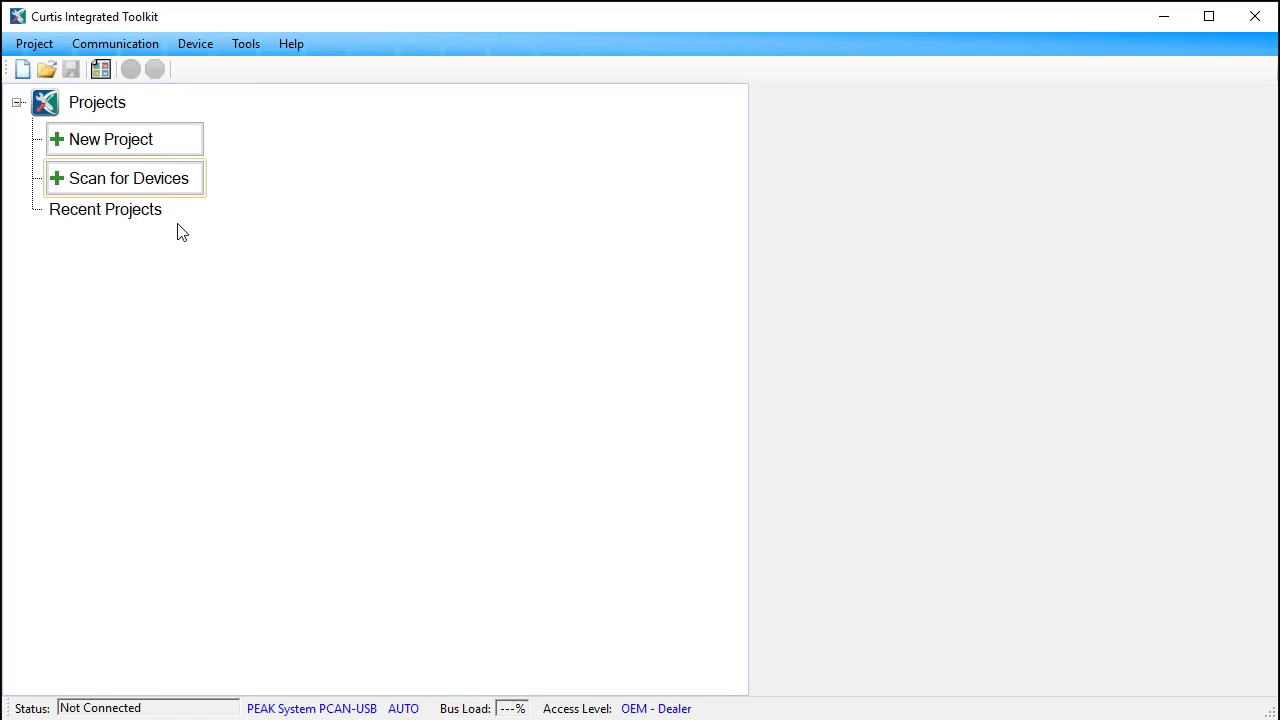 Curtis Integrated Toolkit
Project Communication Device Tools Help
Projects
New Project
Scan for Devices
Recent Projects
Status: Not Connected PEAK System PCAN-USB AUTO Bus Load: ---% Access Level: OEM - Dealer